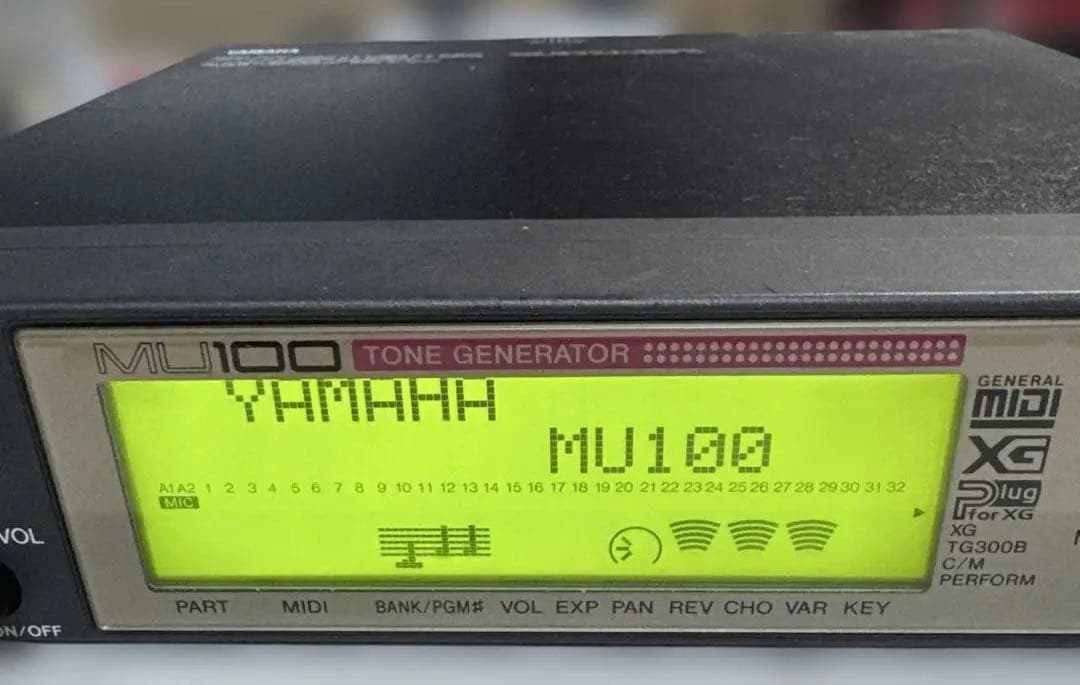 YAMAHA
MU100 TONE GENERATOR
YAMAHA
MU100
A1 A2 1 2 3 4 5 6 7 8 9 10 11 12 13 14 15 16 17 18 19 20 21 22 23 24 25 26 27 28 29 30 31 32
MIC
PART MIDI BANK/PGM# VOL EXP PAN REV CHO VAR KEY
GENERAL
MIDI
XG
Plug
for XG
XG
TG300B
C/M
PERFORM
VOL
ON/OFF